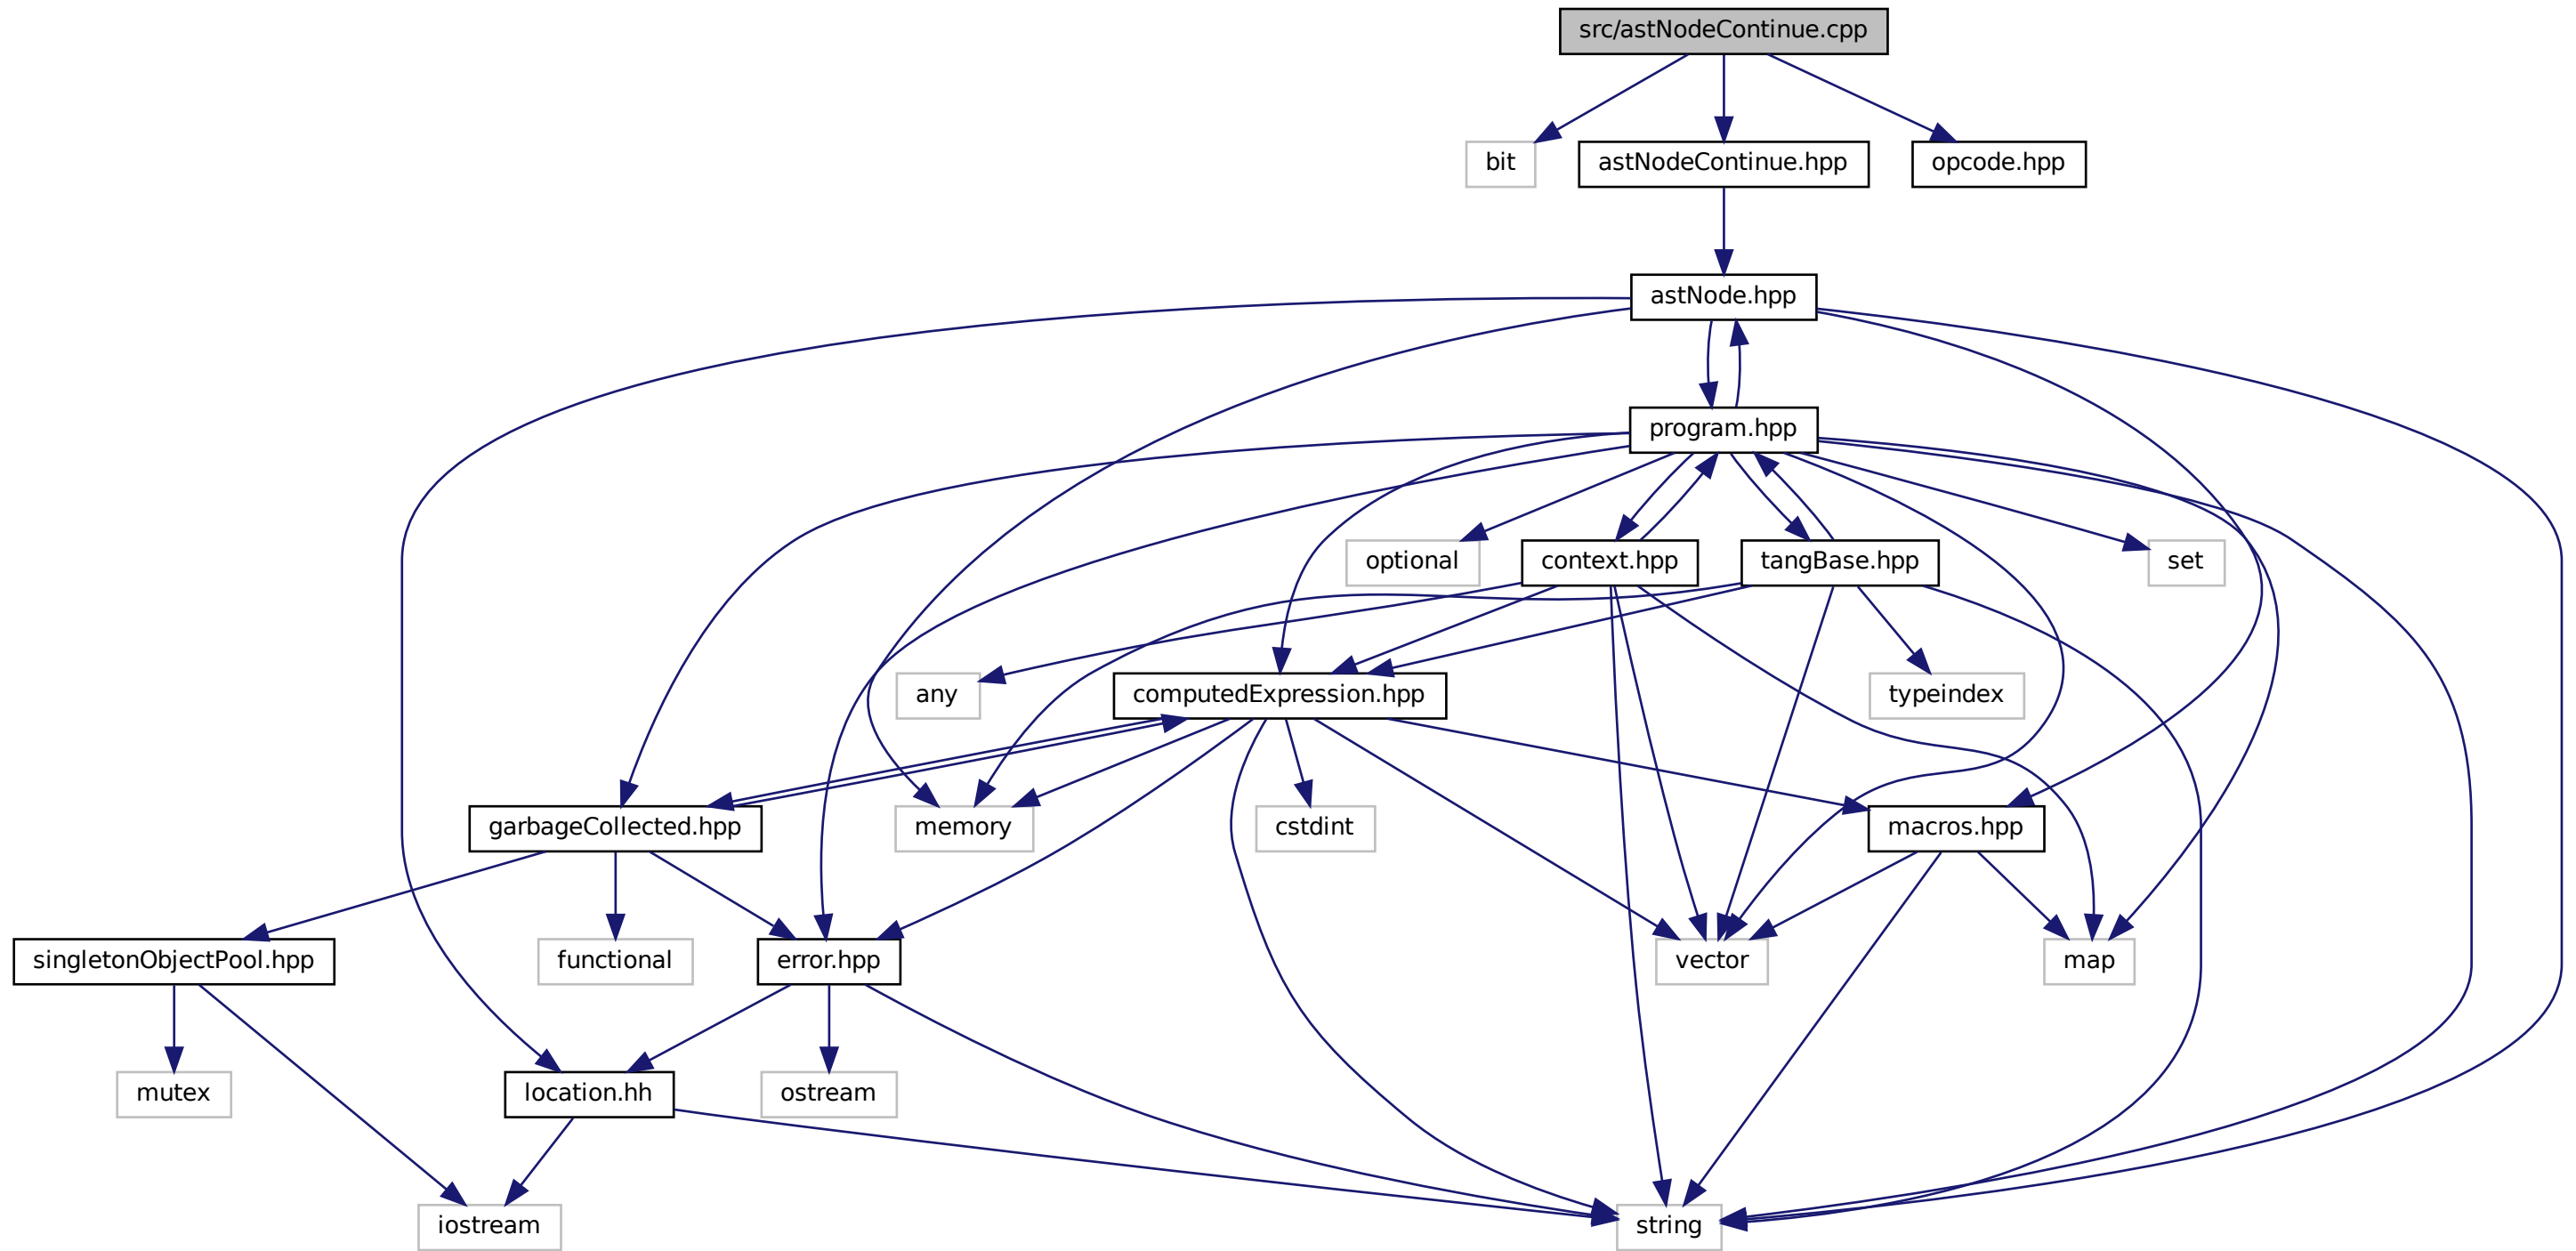 src/astNodeContinue.cpp
bit
astNodeContinue.hpp
opcode.hpp
astNode.hpp
program.hpp
optional
context.hpp
tangBase.hpp
set
any
computedExpression.hpp
typeindex
garbageCollected.hpp
memory
cstdint
macros.hpp
singletonObjectPool.hpp
functional
error.hpp
vector
map
mutex
location.hh
ostream
iostream
string